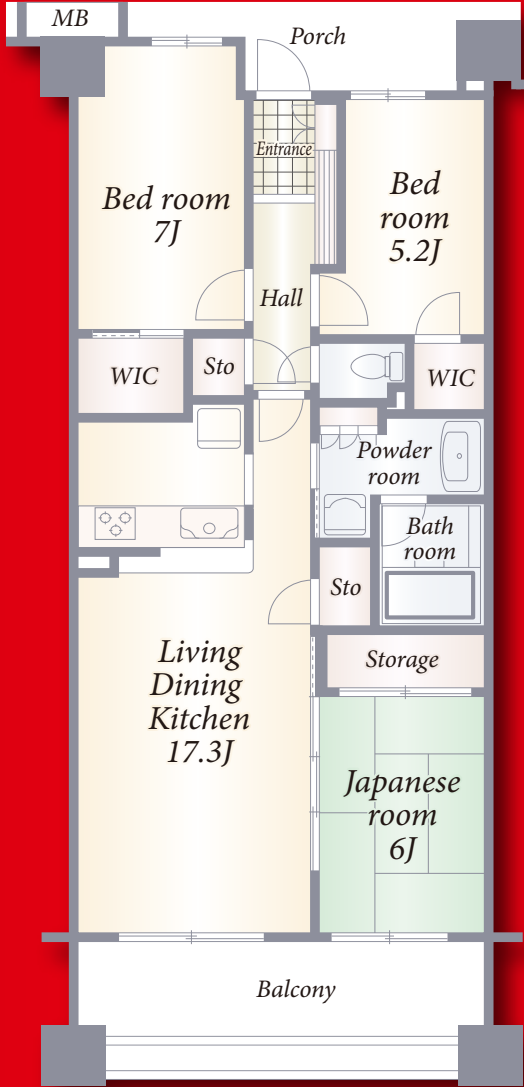 MB
Porch
Entrance
Bed room
7J
Bed
room
5.2J
Hall
WIC
Sto
WIC
Powder
room
Bath
room
Sto
Living
Dining
Kitchen
17.3J
Storage
Japanese
room
6J
Balcony